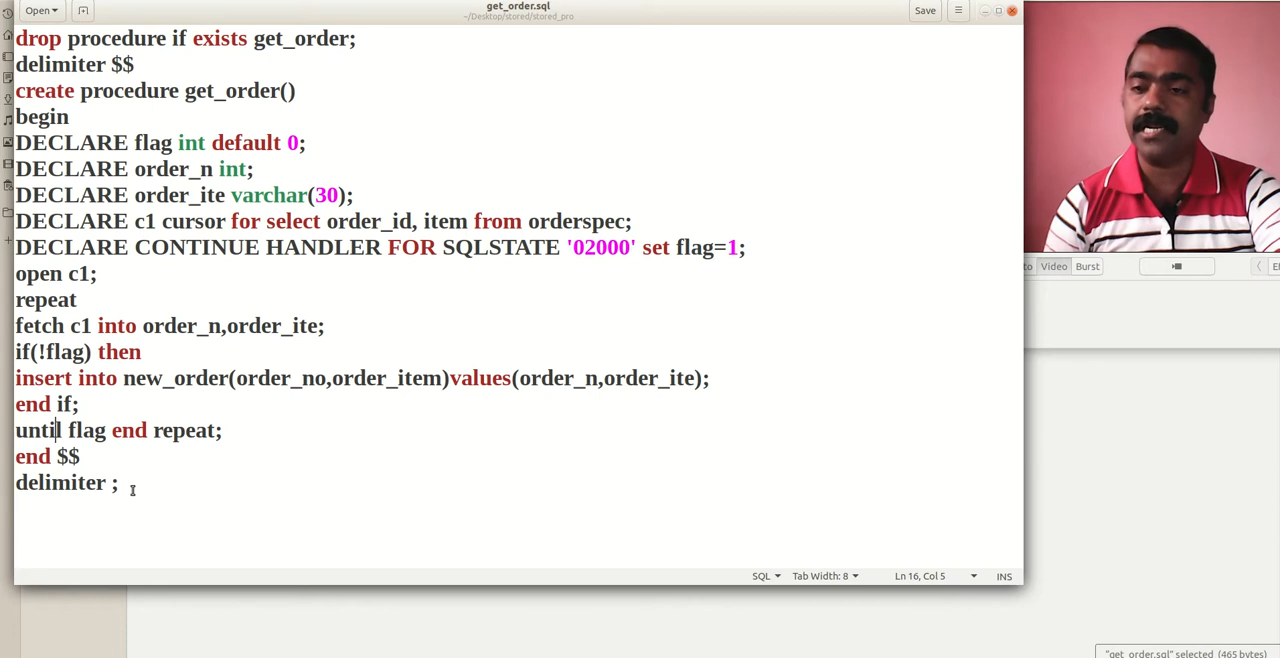 Open
get_order.sql
~/Desktop/stored/stored_pro
Save
drop procedure if exists get_order;
delimiter $$
create procedure get_order()
begin
DECLARE flag int default 0;
DECLARE order_n int;
DECLARE order_ite varchar(30);
DECLARE c1 cursor for select order_id, item from orderspec;
DECLARE CONTINUE HANDLER FOR SQLSTATE '02000' set flag=1;
open c1;
repeat
fetch c1 into order_n,order_ite;
if(!flag) then
insert into new_order(order_no,order_item)values(order_n,order_ite);
end if;
until flag end repeat;
end $$
delimiter ;
SQL Tab Width: 8 Ln 16, Col 5 INS
Video Burst
"get_order.sql" selected (465 bytes)